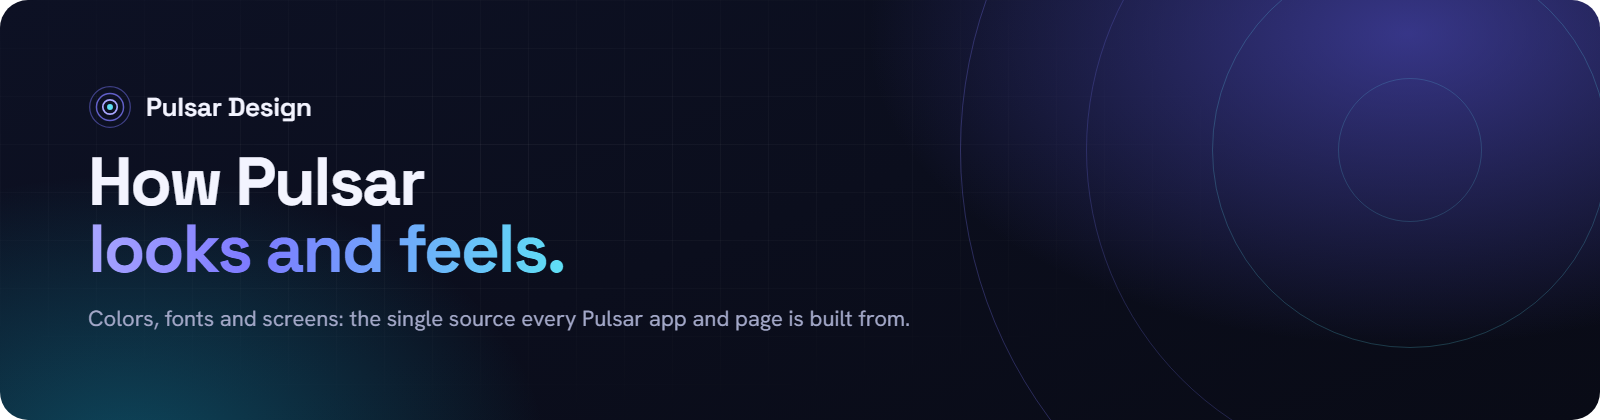 Pulsar Design
How Pulsar
looks and feels.
Colors, fonts and screens: the single source every Pulsar app and page is built from.